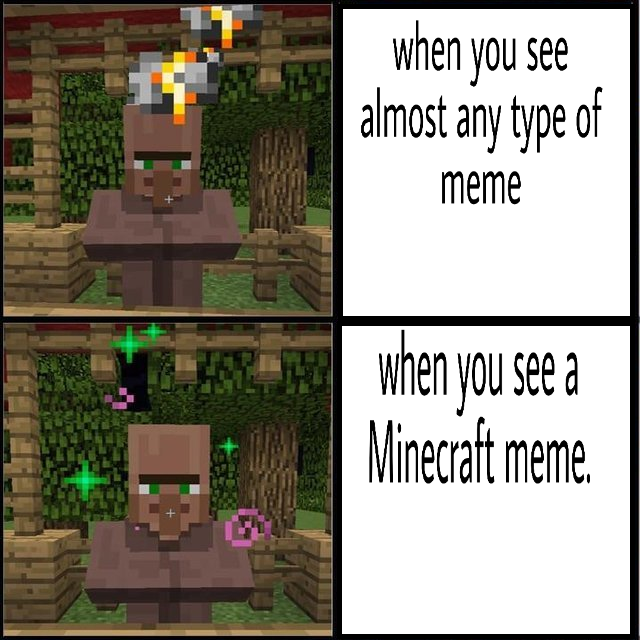 when you see
almost any type of
meme
when you see a
Minecraft meme.